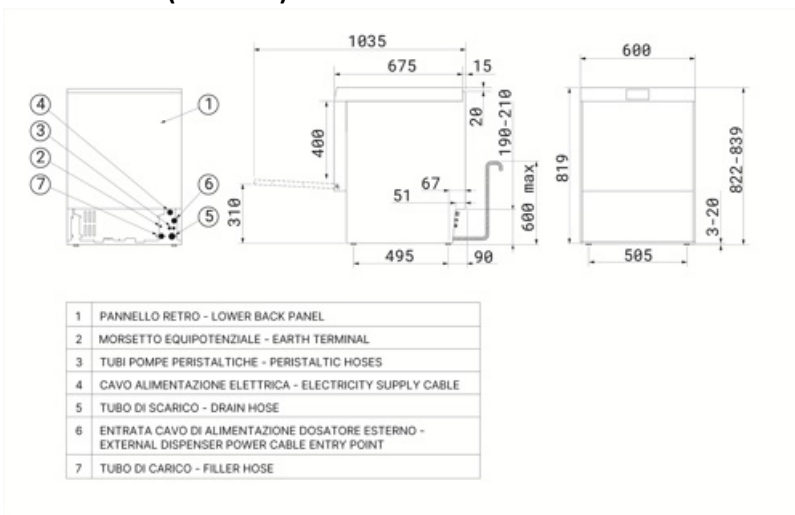 1035
675
15
600
4
3
2
7
1
6
5
400
20
190-210
310
67
51
600 max
495
90
819
822-839
3-20
505
1 PANNELLO RETRO - LOWER BACK PANEL
2 MORSETTO EQUIPOTENZIALE - EARTH TERMINAL
3 TUBI POMPE PERISTALTICHE - PERISTALTIC HOSES
4 CAVO ALIMENTAZIONE ELETTRICA - ELECTRICITY SUPPLY CABLE
5 TUBO DI SCARICO - DRAIN HOSE
6 ENTRATA CAVO DI ALIMENTAZIONE DOSATORE ESTERNO -
EXTERNAL DISPENSER POWER CABLE ENTRY POINT
7 TUBO DI CARICO - FILLER HOSE